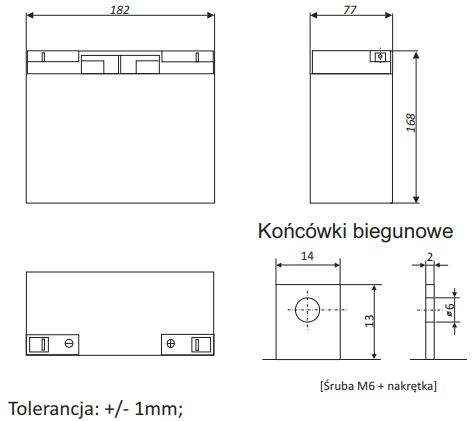 182
77
168
Końcówki biegunowe
14
2
13
ø6
[Śruba M6 + nakrętka]
Tolerancja: +/- 1mm;